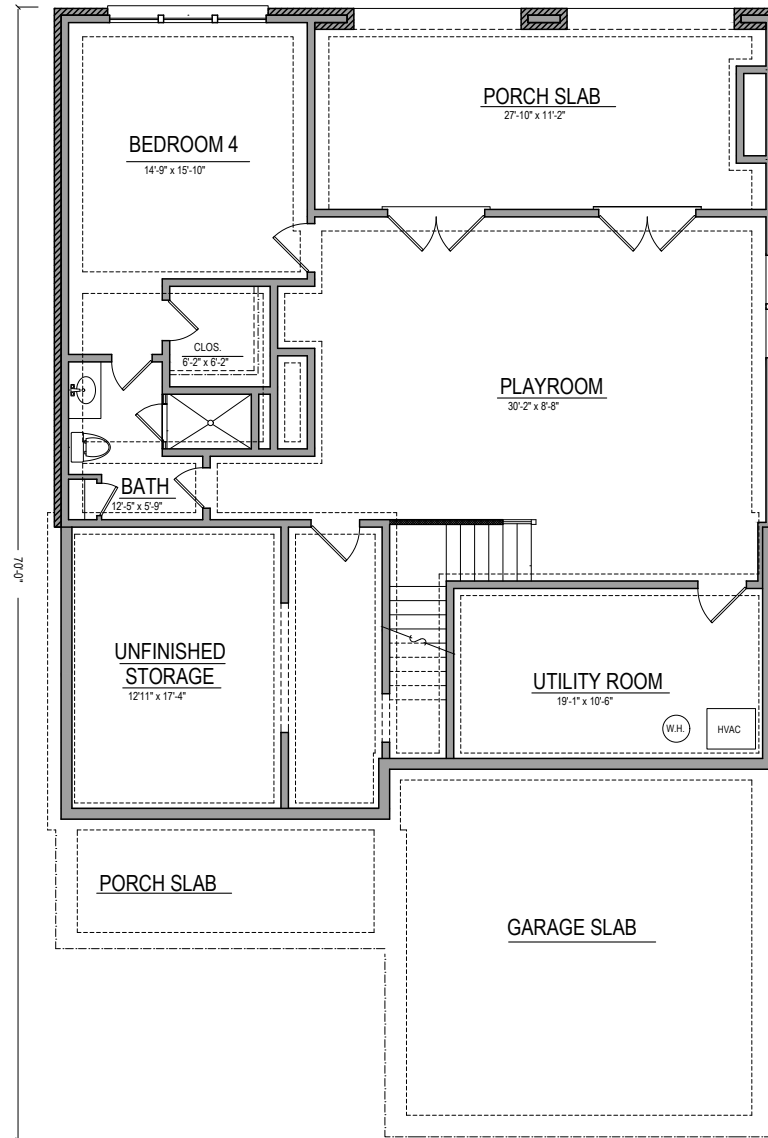 PORCH SLAB
27'-10" x 11'-2"
BEDROOM 4
14'-9" x 15'-10"
CLOS.
6'-2" x 6'-2"
PLAYROOM
30'-2" x 8'-8"
BATH
12'-5" x 5'-9"
70'-0"
UNFINISHED
STORAGE
12'11" x 17'-4"
UTILITY ROOM
19'-1" x 10'-6"
W.H.
HVAC
PORCH SLAB
GARAGE SLAB